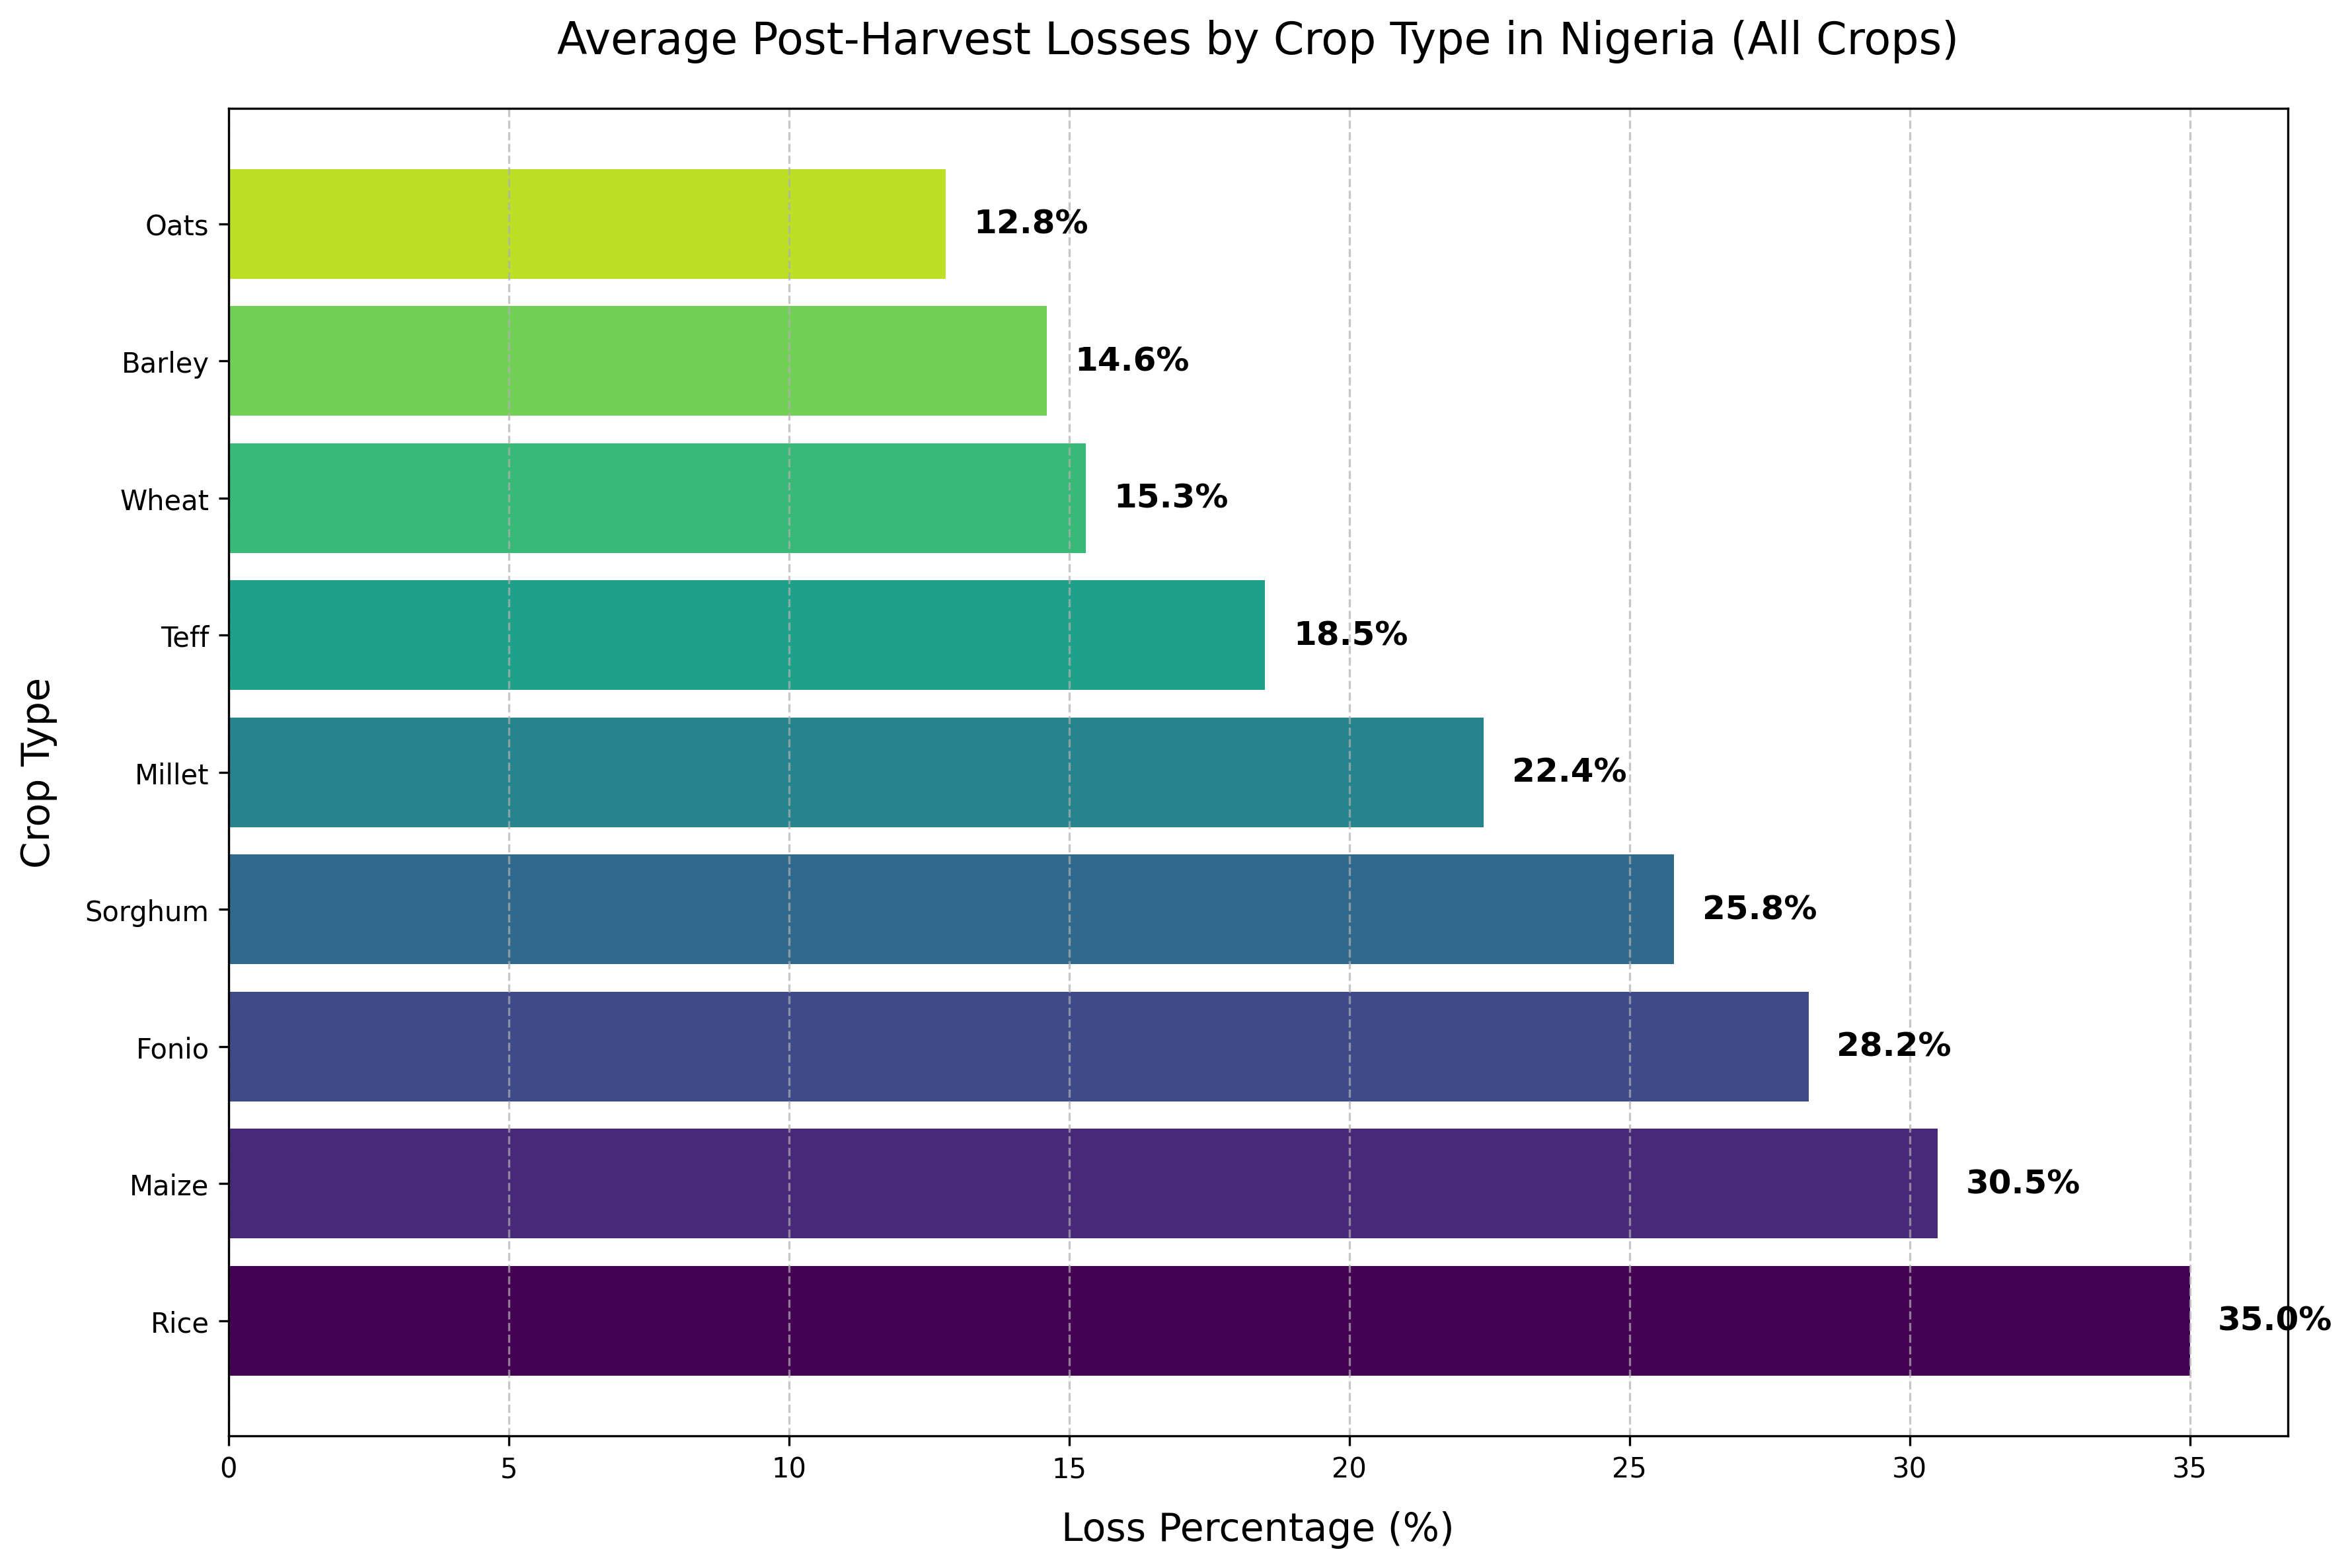 Average Post-Harvest Losses by Crop Type in Nigeria (All Crops)
Crop Type
Oats 12.8%
Barley 14.6%
Wheat 15.3%
Teff 18.5%
Millet 22.4%
Sorghum 25.8%
Fonio 28.2%
Maize 30.5%
Rice 35.0%
0 5 10 15 20 25 30 35
Loss Percentage (%)